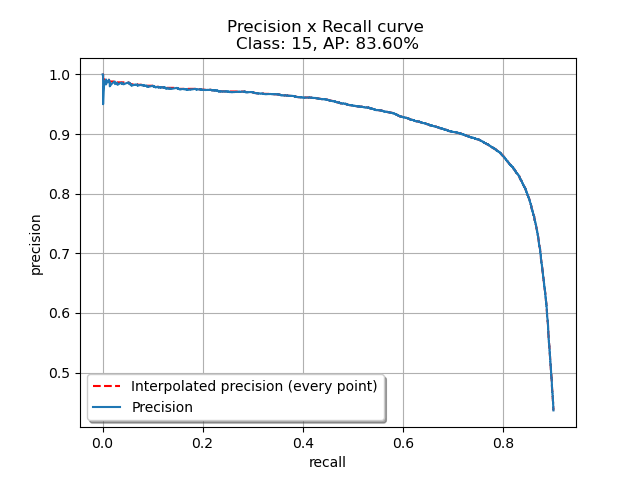 Precision x Recall curve
Class: 15, AP: 83.60%
1.0
0.9
0.8
0.7
0.6
0.5
precision
Interpolated precision (every point)
Precision
0.0 0.2 0.4 0.6 0.8
recall